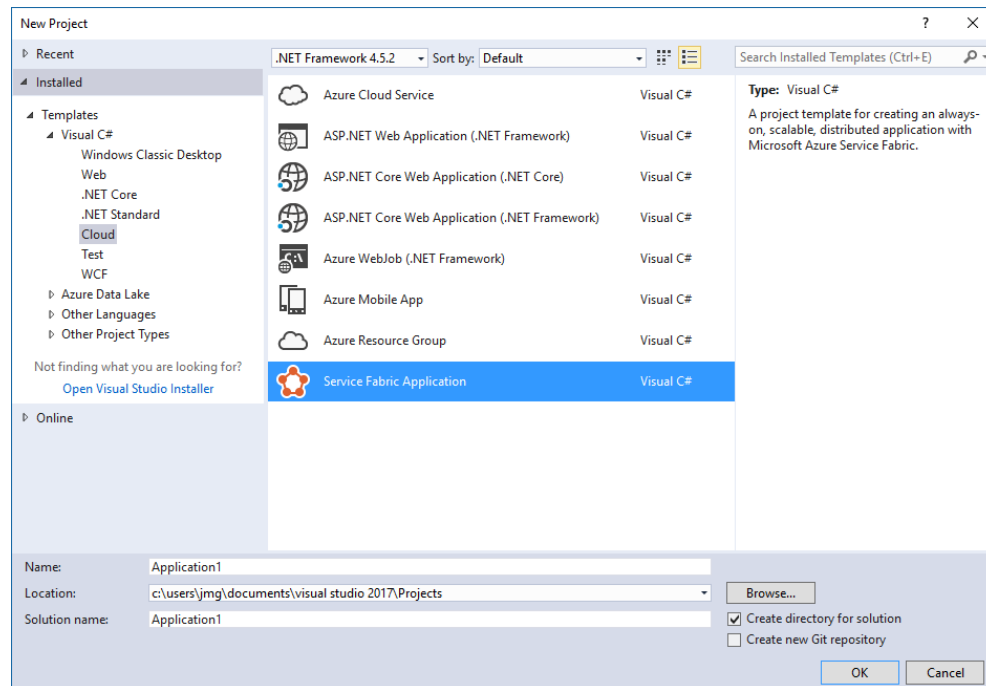 New Project
?
Recent
Installed
Templates
Visual C#
Windows Classic Desktop
Web
.NET Core
.NET Standard
Cloud
Test
WCF
Azure Data Lake
Other Languages
Other Project Types
Not finding what you are looking for?
Open Visual Studio Installer
Online
.NET Framework 4.5.2
Sort by: Default
Azure Cloud Service Visual C#
ASP.NET Web Application (.NET Framework) Visual C#
ASP.NET Core Web Application (.NET Core) Visual C#
ASP.NET Core Web Application (.NET Framework) Visual C#
Azure WebJob (.NET Framework) Visual C#
Azure Mobile App Visual C#
Azure Resource Group Visual C#
Service Fabric Application Visual C#
Search Installed Templates (Ctrl+E)
Type: Visual C#
A project template for creating an always-
on, scalable, distributed application with
Microsoft Azure Service Fabric.
Name: Application1
Location: c:\users\jmg\documents\visual studio 2017\Projects
Browse...
Solution name: Application1
Create directory for solution
Create new Git repository
OK
Cancel